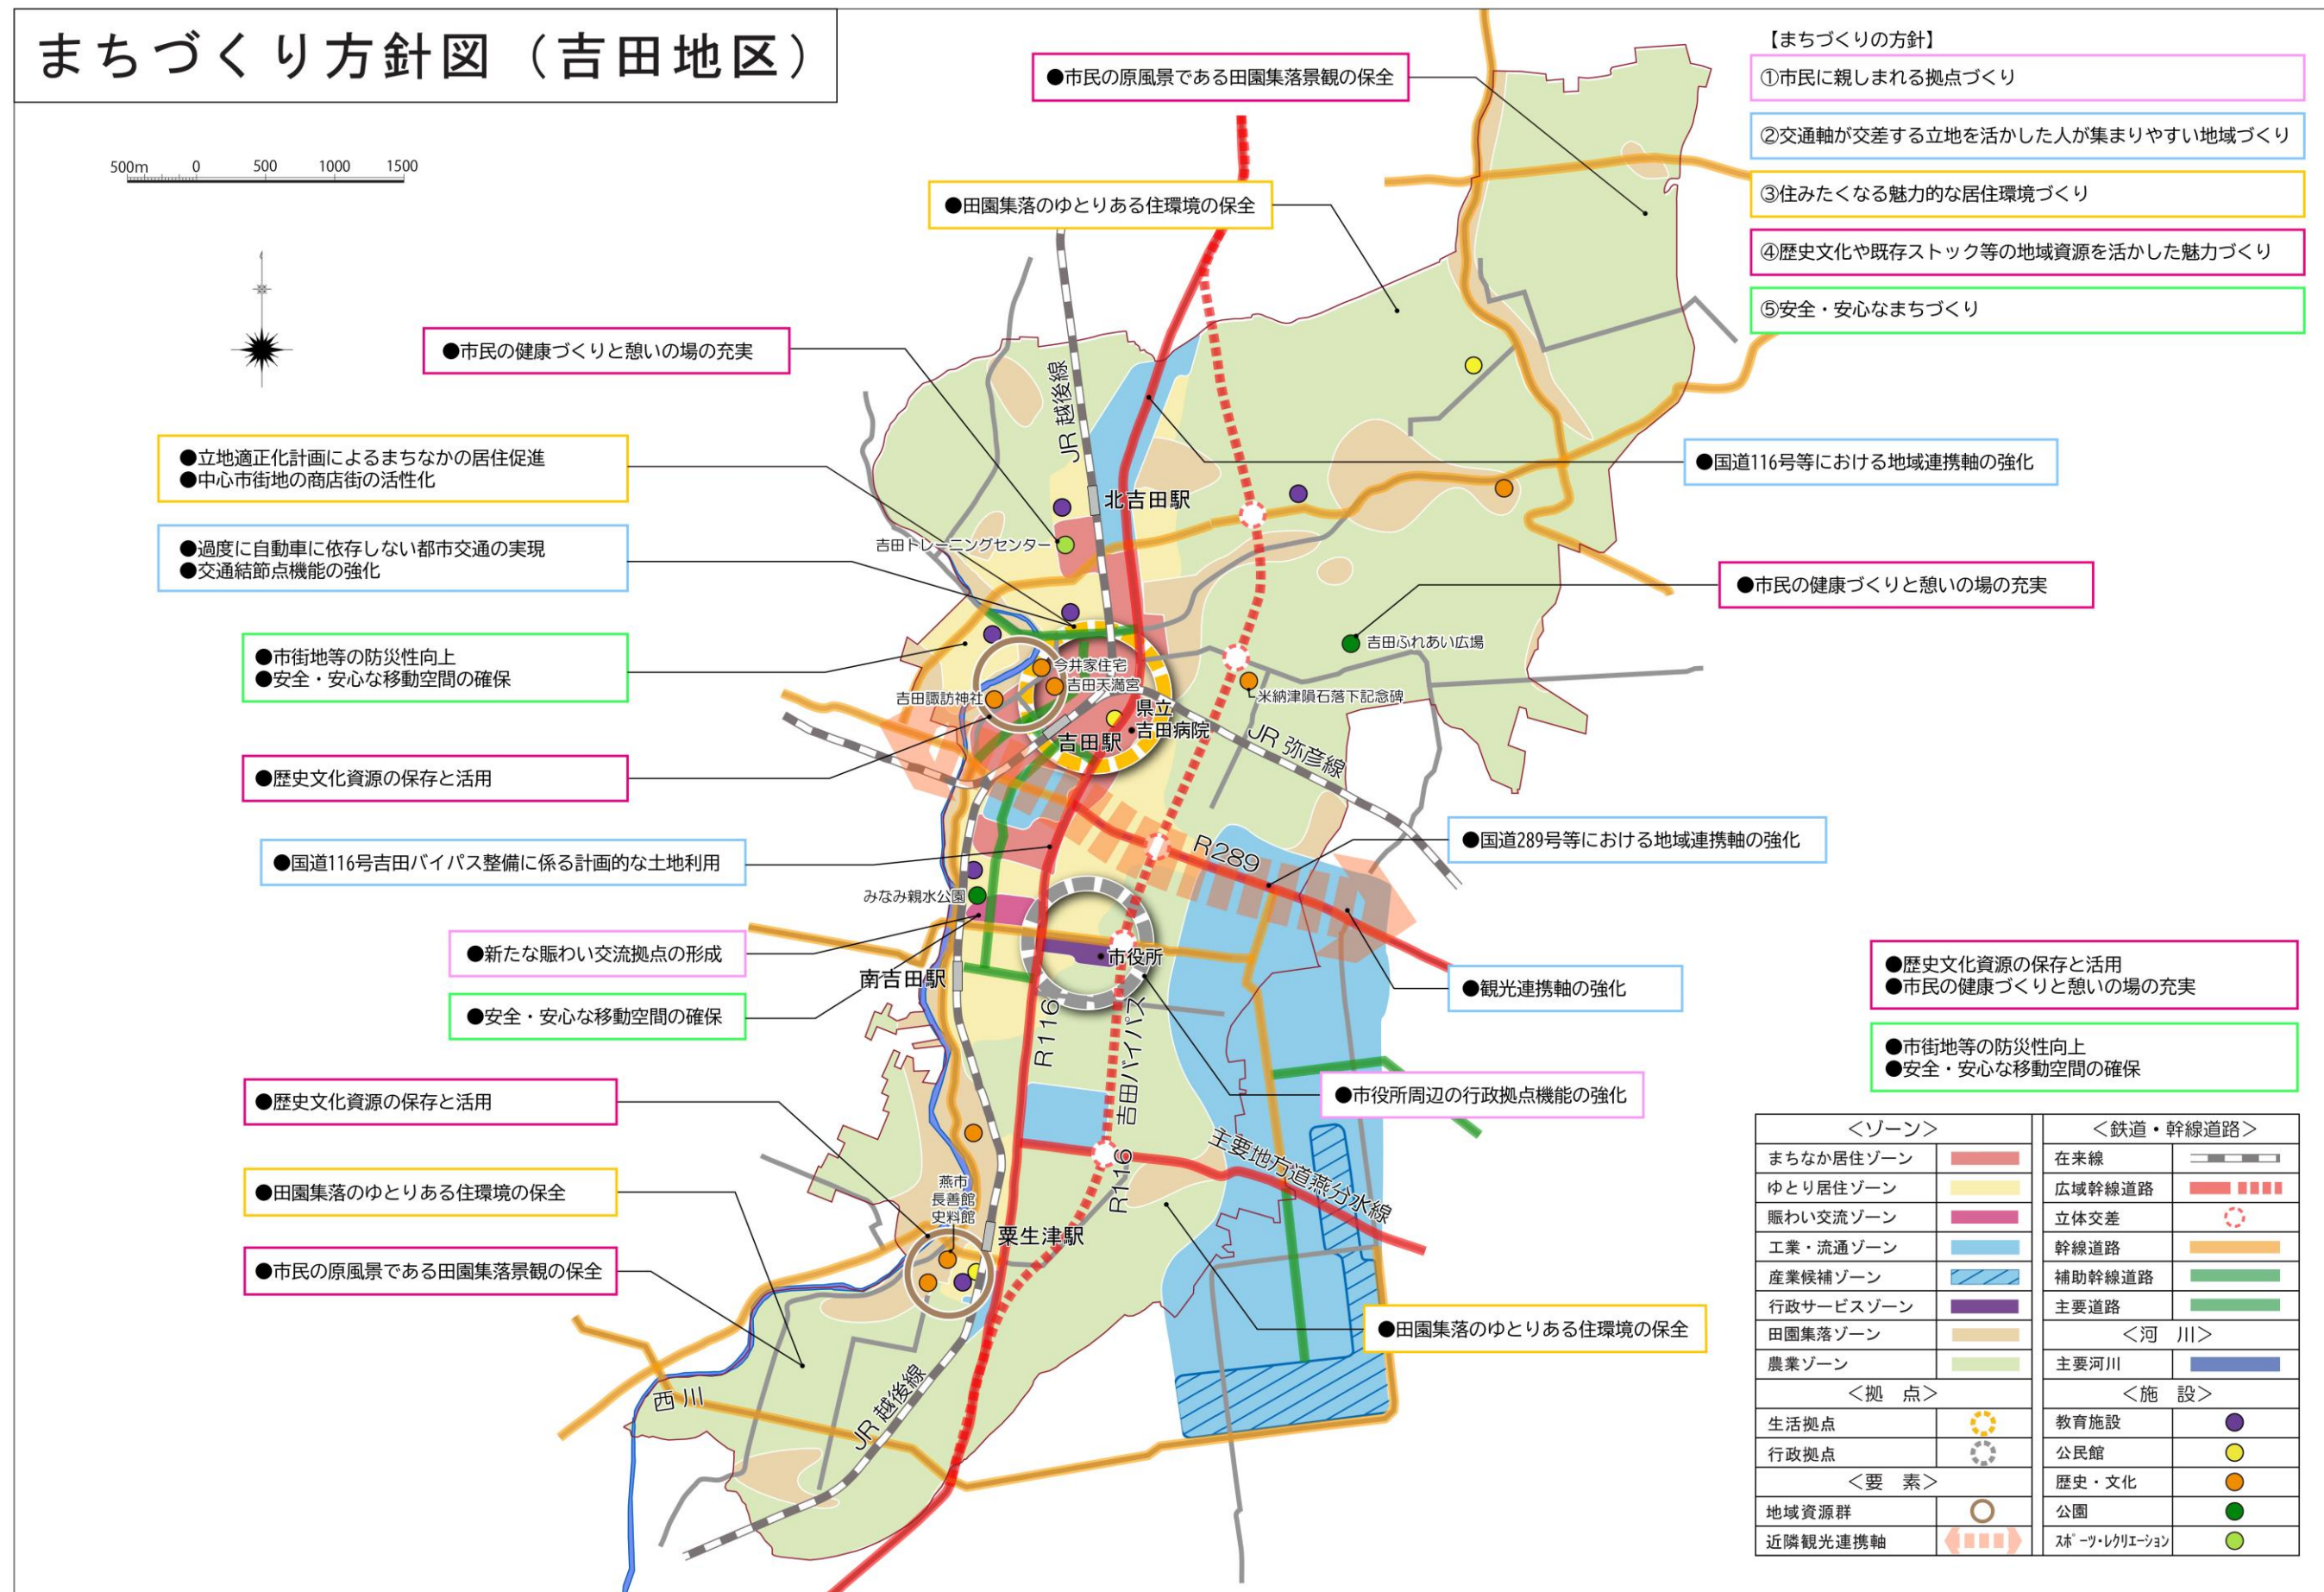 まちづくり方針図（吉田地区）
500m 0 500 1000 1500
【まちづくりの方針】
①市民に親しまれる拠点づくり
②交通軸が交差する立地を活かした人が集まりやすい地域づくり
③住みたくなる魅力的な居住環境づくり
④歴史文化や既存ストック等の地域資源を活かした魅力づくり
⑤安全・安心なまちづくり
●市民の原風景である田園集落景観の保全
●田園集落のゆとりある住環境の保全
●市民の健康づくりと憩いの場の充実
●立地適正化計画によるまちなかの居住促進
●中心市街地の商店街の活性化
●過度に自動車に依存しない都市交通の実現
●交通結節点機能の強化
●市街地等の防災性向上
●安全・安心な移動空間の確保
●歴史文化資源の保存と活用
●国道116号吉田バイパス整備に係る計画的な土地利用
●新たな賑わい交流拠点の形成
●安全・安心な移動空間の確保
●歴史文化資源の保存と活用
●田園集落のゆとりある住環境の保全
●市民の原風景である田園集落景観の保全
●国道116号等における地域連携軸の強化
●市民の健康づくりと憩いの場の充実
●国道289号等における地域連携軸の強化
●観光連携軸の強化
●市役所周辺の行政拠点機能の強化
●田園集落のゆとりある住環境の保全
●歴史文化資源の保存と活用
●市民の健康づくりと憩いの場の充実
●市街地等の防災性向上
●安全・安心な移動空間の確保
JR 越後線
北吉田駅
吉田トレーニングセンター
今井家住宅
吉田天満宮
吉田諏訪神社
県立
吉田病院
吉田駅
吉田ふれあい広場
米納津隕石落下記念碑
JR 弥彦線
R289
みなみ親水公園
市役所
南吉田駅
R116
R116 吉田バイパス
主要地方道燕分水線
燕市
長善館
史料館
粟生津駅
西川
JR 越後線
＜ゾーン＞
まちなか居住ゾーン
ゆとり居住ゾーン
賑わい交流ゾーン
工業・流通ゾーン
産業候補ゾーン
行政サービスゾーン
田園集落ゾーン
農業ゾーン
＜拠 点＞
生活拠点
行政拠点
＜要 素＞
地域資源群
近隣観光連携軸
＜鉄道・幹線道路＞
在来線
広域幹線道路
立体交差
幹線道路
補助幹線道路
主要道路
＜河 川＞
主要河川
＜施 設＞
教育施設
公民館
歴史・文化
公園
ｽﾎﾟｰﾂ・ﾚｸﾘｴｰｼｮﾝ